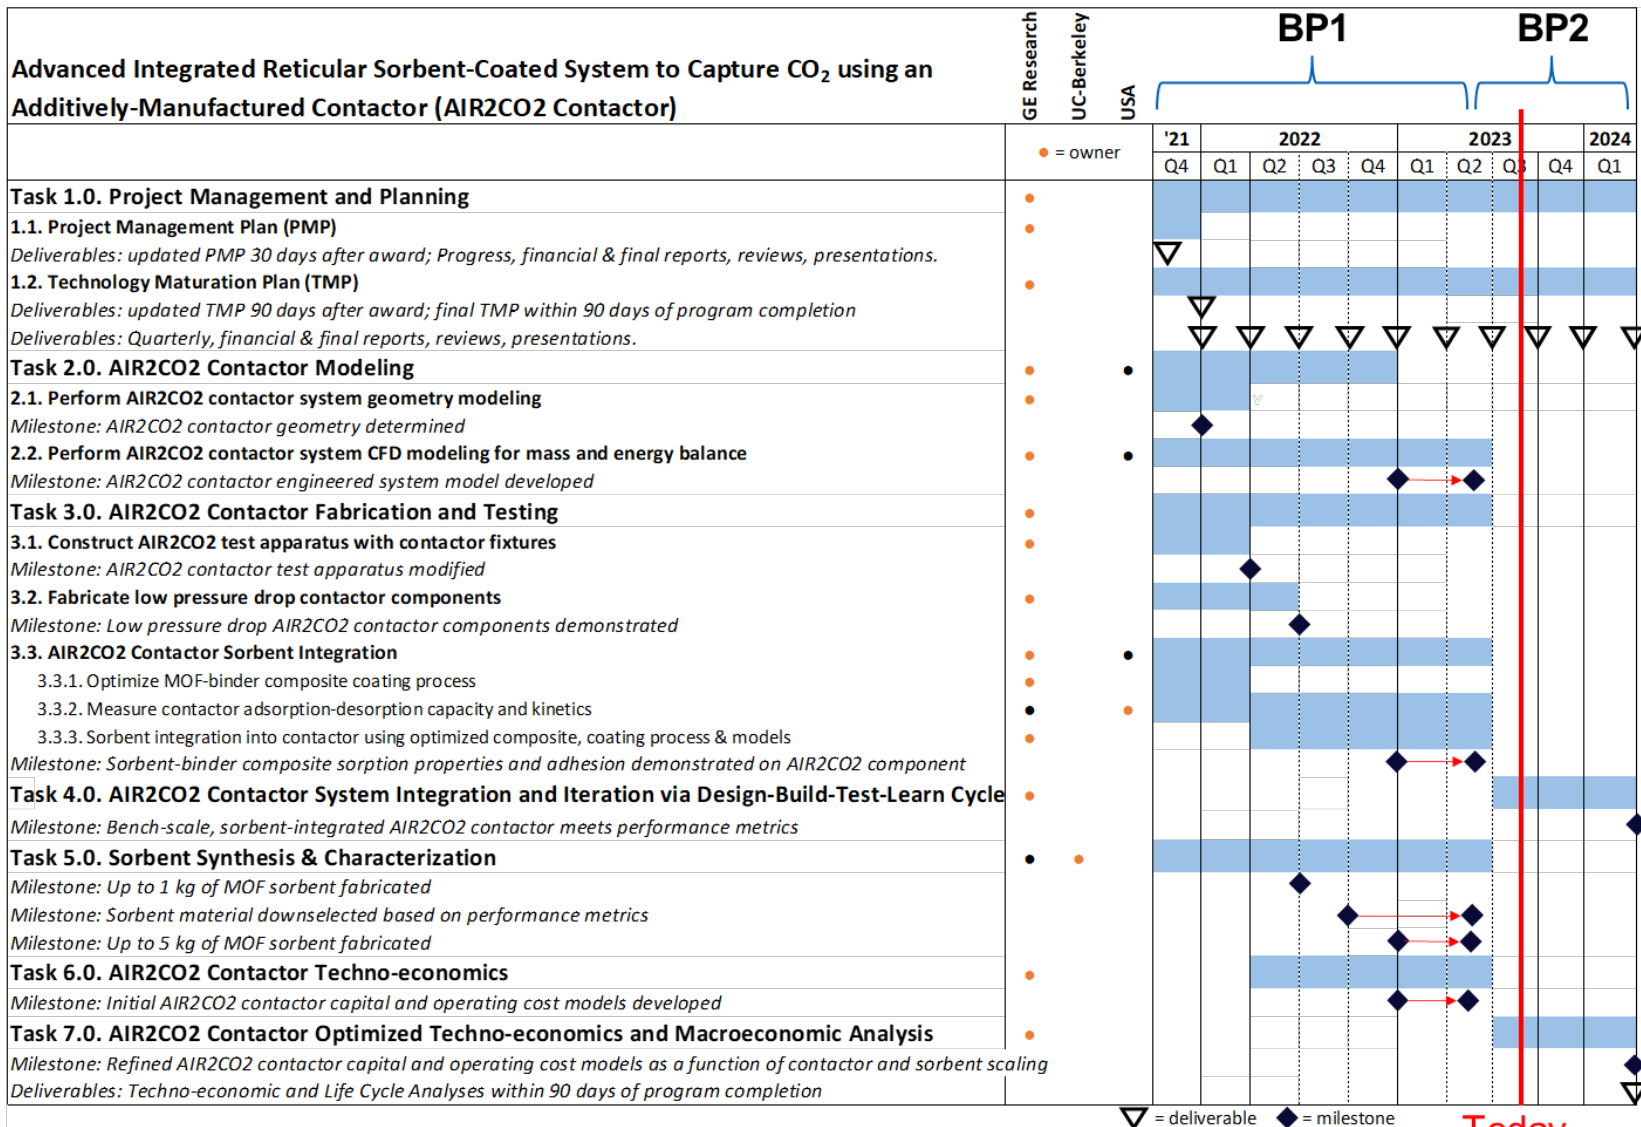 BP1 BP2
GE Research
UC-Berkeley
USA
Advanced Integrated Reticular Sorbent-Coated System to Capture CO2 using an
Additively-Manufactured Contactor (AIR2CO2 Contactor)
= owner
'21 2022 2023 2024
Q4 Q1 Q2 Q3 Q4 Q1 Q2 Q3 Q4 Q1
Task 1.0. Project Management and Planning
1.1. Project Management Plan (PMP)
Deliverables: updated PMP 30 days after award; Progress, financial & final reports, reviews, presentations.
1.2. Technology Maturation Plan (TMP)
Deliverables: updated TMP 90 days after award; final TMP within 90 days of program completion
Deliverables: Quarterly, financial & final reports, reviews, presentations.
Task 2.0. AIR2CO2 Contactor Modeling
2.1. Perform AIR2CO2 contactor system geometry modeling
Milestone: AIR2CO2 contactor geometry determined
2.2. Perform AIR2CO2 contactor system CFD modeling for mass and energy balance
Milestone: AIR2CO2 contactor engineered system model developed
Task 3.0. AIR2CO2 Contactor Fabrication and Testing
3.1. Construct AIR2CO2 test apparatus with contactor fixtures
Milestone: AIR2CO2 contactor test apparatus modified
3.2. Fabricate low pressure drop contactor components
Milestone: Low pressure drop AIR2CO2 contactor components demonstrated
3.3. AIR2CO2 Contactor Sorbent Integration
3.3.1. Optimize MOF-binder composite coating process
3.3.2. Measure contactor adsorption-desorption capacity and kinetics
3.3.3. Sorbent integration into contactor using optimized composite, coating process & models
Milestone: Sorbent-binder composite sorption properties and adhesion demonstrated on AIR2CO2 component
Task 4.0. AIR2CO2 Contactor System Integration and Iteration via Design-Build-Test-Learn Cycle
Milestone: Bench-scale, sorbent-integrated AIR2CO2 contactor meets performance metrics
Task 5.0. Sorbent Synthesis & Characterization
Milestone: Up to 1 kg of MOF sorbent fabricated
Milestone: Sorbent material downselected based on performance metrics
Milestone: Up to 5 kg of MOF sorbent fabricated
Task 6.0. AIR2CO2 Contactor Techno-economics
Milestone: Initial AIR2CO2 contactor capital and operating cost models developed
Task 7.0. AIR2CO2 Contactor Optimized Techno-economics and Macroeconomic Analysis
Milestone: Refined AIR2CO2 contactor capital and operating cost models as a function of contactor and sorbent scaling
Deliverables: Techno-economic and Life Cycle Analyses within 90 days of program completion
= deliverable = milestone
Today